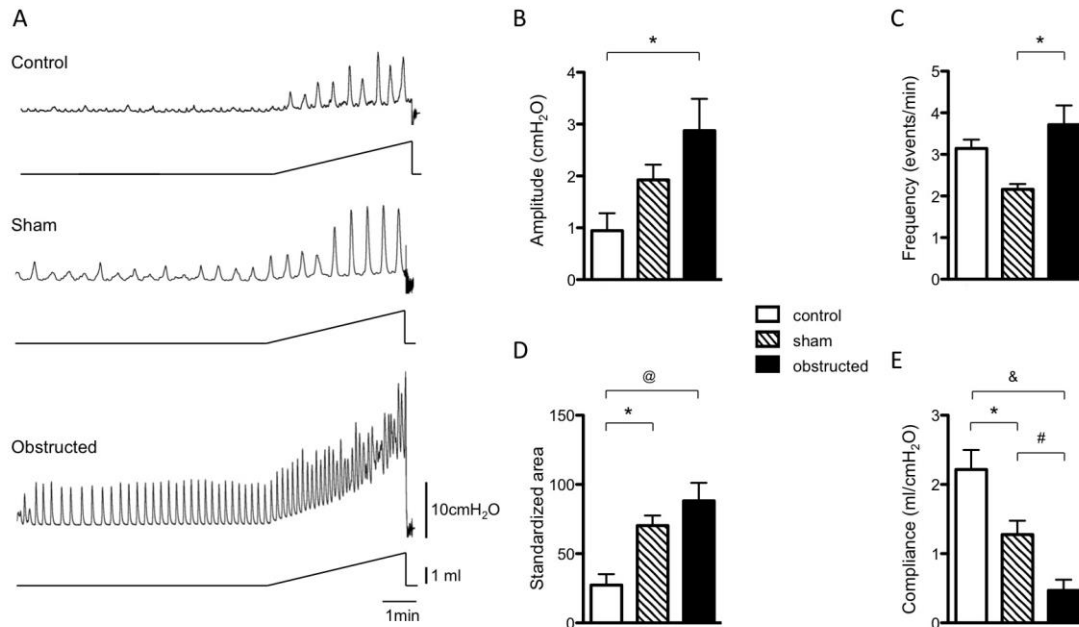 A
Control
Sham
Obstructed
10cmH₂O
1 ml
1min
B
*
Amplitude (cmH₂O)
4
3
2
1
0
C
*
Frequency (events/min)
5
4
3
2
1
0
control
sham
obstructed
D
@
*
Standardized area
150
100
50
0
E
&
*
#
Compliance (ml/cmH₂O)
3
2
1
0